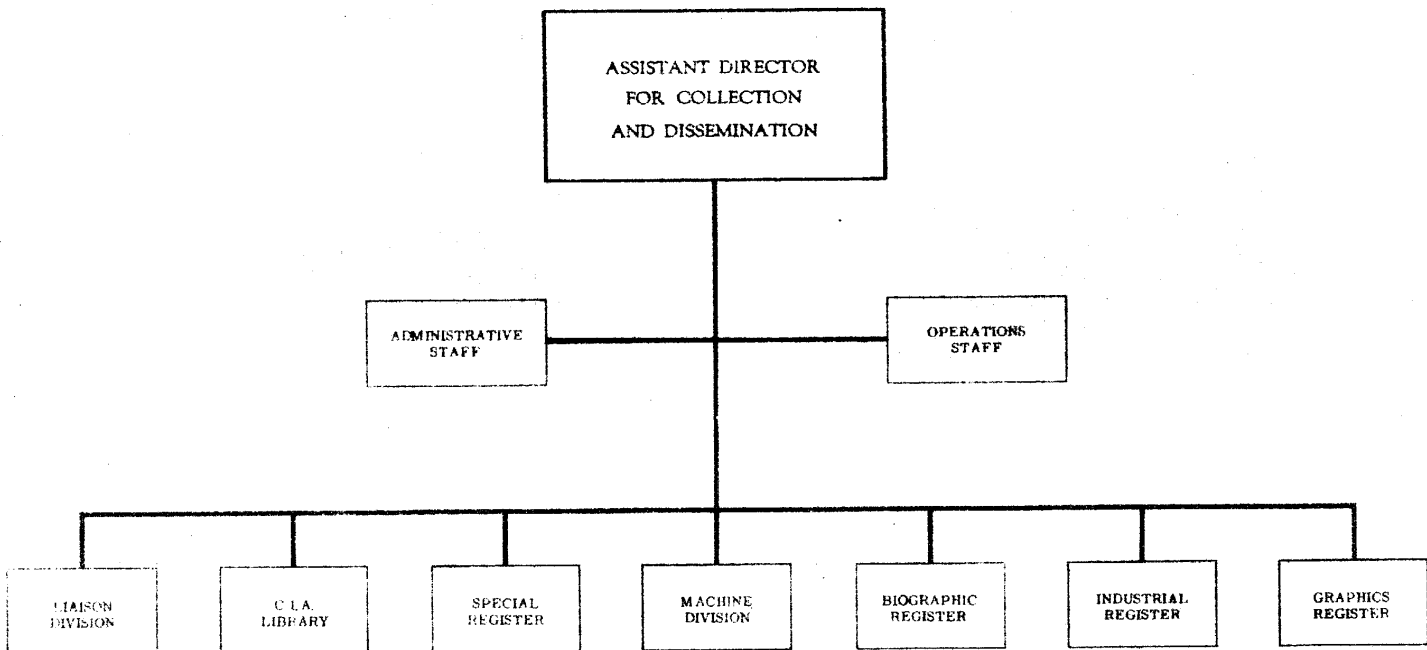 ASSISTANT DIRECTOR
FOR COLLECTION
AND DISSEMINATION
ADMINISTRATIVE
STAFF
OPERATIONS
STAFF
LIAISON
DIVISION
C.I.A.
LIBRARY
SPECIAL
REGISTER
MACHINE
DIVISION
BIOGRAPHIC
REGISTER
INDUSTRIAL
REGISTER
GRAPHICS
REGISTER